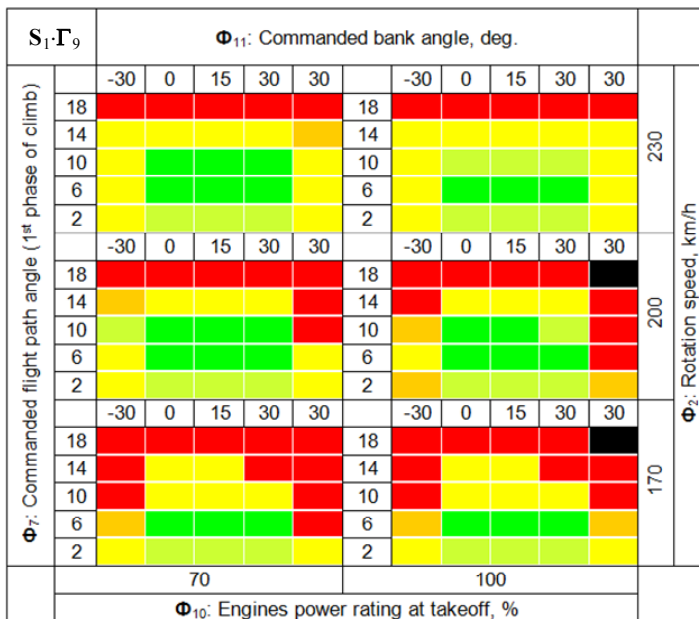 S₁·Γ₉
Φ₁₁: Commanded bank angle, deg.
Φ₇: Commanded flight path angle (1st phase of climb)
-30 0 15 30 30 -30 0 15 30 30
18 18
14 14
10 10
6 6
2 2
230
-30 0 15 30 30 -30 0 15 30 30
18 18
14 14
10 10
6 6
2 2
200
-30 0 15 30 30 -30 0 15 30 30
18 18
14 14
10 10
6 6
2 2
170
Φ₂: Rotation speed, km/h
70 100
Φ₁₀: Engines power rating at takeoff, %